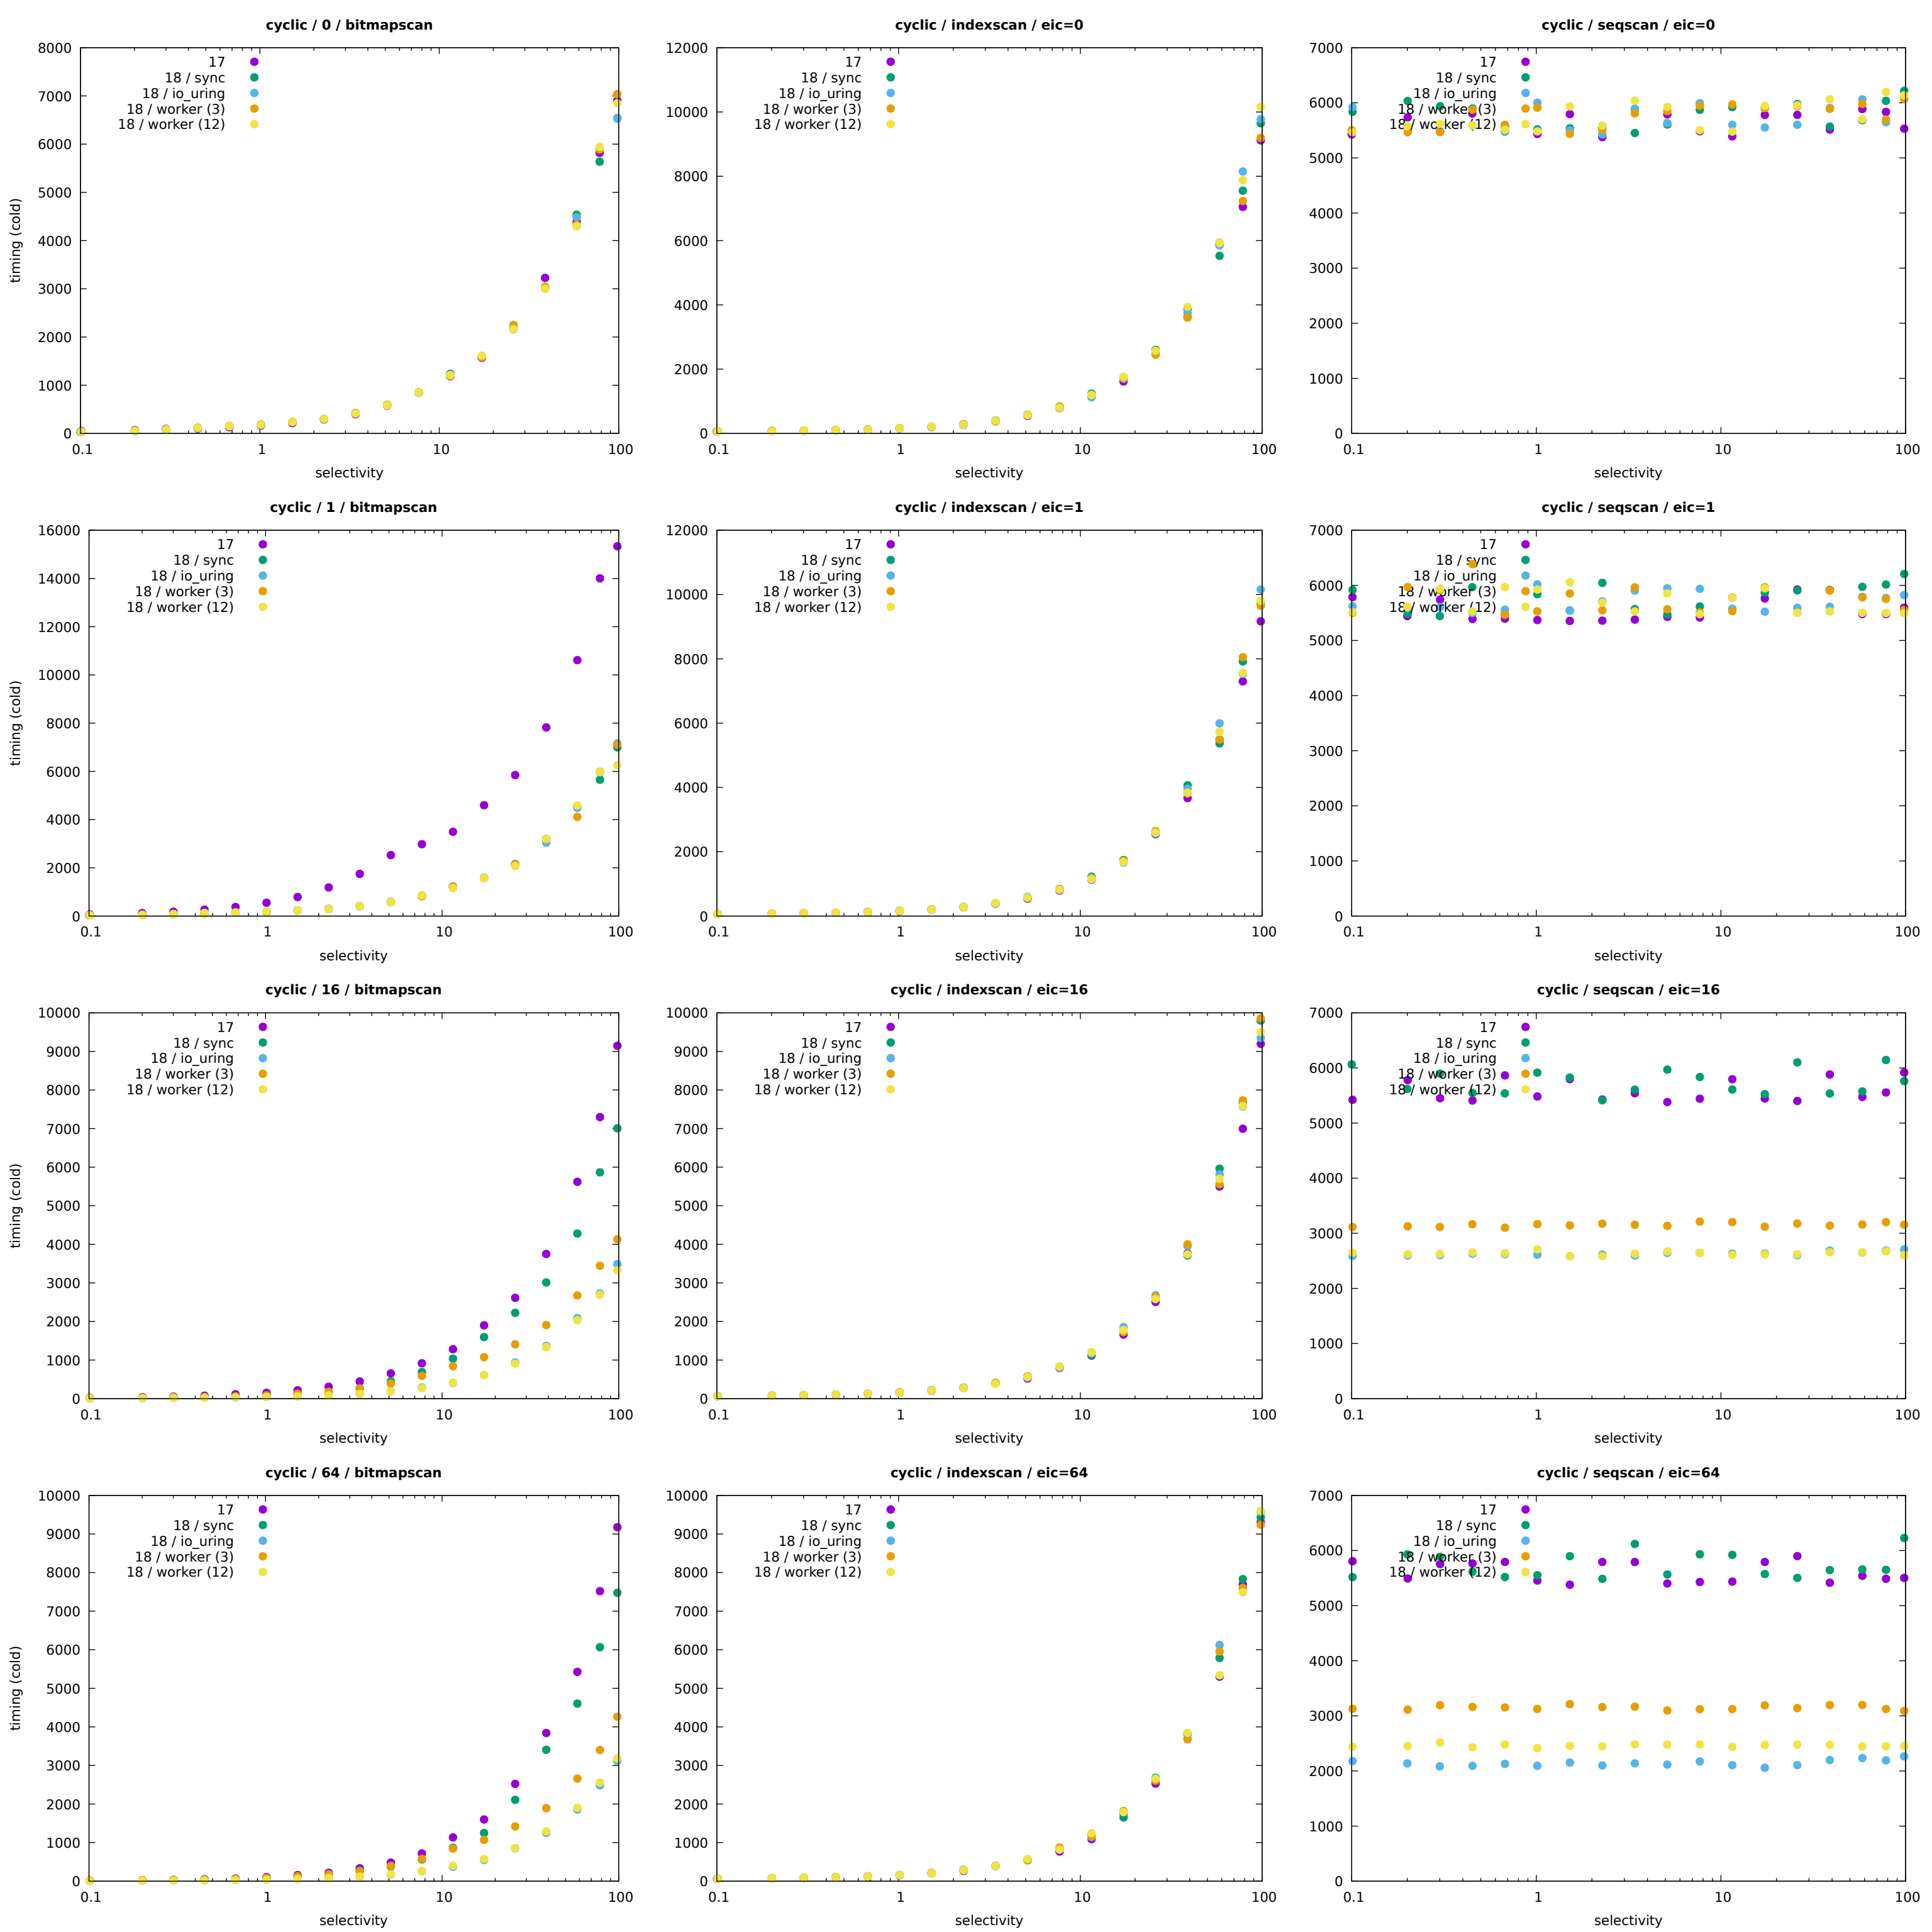 cyclic / 0 / bitmapscan
17
18 / sync
18 / io_uring
18 / worker (3)
18 / worker (12)
8000
7000
6000
5000
4000
3000
2000
1000
0
timing (cold)
0.1 1 10 100
selectivity
cyclic / indexscan / eic=0
17
18 / sync
18 / io_uring
18 / worker (3)
18 / worker (12)
12000
10000
8000
6000
4000
2000
0
0.1 1 10 100
selectivity
cyclic / seqscan / eic=0
17
18 / sync
18 / io_uring
18 / worker (3)
18 / worker (12)
7000
6000
5000
4000
3000
2000
1000
0
0.1 1 10 100
selectivity
cyclic / 1 / bitmapscan
17
18 / sync
18 / io_uring
18 / worker (3)
18 / worker (12)
16000
14000
12000
10000
8000
6000
4000
2000
0
timing (cold)
0.1 1 10 100
selectivity
cyclic / indexscan / eic=1
17
18 / sync
18 / io_uring
18 / worker (3)
18 / worker (12)
12000
10000
8000
6000
4000
2000
0
0.1 1 10 100
selectivity
cyclic / seqscan / eic=1
17
18 / sync
18 / io_uring
18 / worker (3)
18 / worker (12)
7000
6000
5000
4000
3000
2000
1000
0
0.1 1 10 100
selectivity
cyclic / 16 / bitmapscan
17
18 / sync
18 / io_uring
18 / worker (3)
18 / worker (12)
10000
9000
8000
7000
6000
5000
4000
3000
2000
1000
0
timing (cold)
0.1 1 10 100
selectivity
cyclic / indexscan / eic=16
17
18 / sync
18 / io_uring
18 / worker (3)
18 / worker (12)
10000
9000
8000
7000
6000
5000
4000
3000
2000
1000
0
0.1 1 10 100
selectivity
cyclic / seqscan / eic=16
17
18 / sync
18 / io_uring
18 / worker (3)
18 / worker (12)
7000
6000
5000
4000
3000
2000
1000
0
0.1 1 10 100
selectivity
cyclic / 64 / bitmapscan
17
18 / sync
18 / io_uring
18 / worker (3)
18 / worker (12)
10000
9000
8000
7000
6000
5000
4000
3000
2000
1000
0
timing (cold)
0.1 1 10 100
selectivity
cyclic / indexscan / eic=64
17
18 / sync
18 / io_uring
18 / worker (3)
18 / worker (12)
10000
9000
8000
7000
6000
5000
4000
3000
2000
1000
0
0.1 1 10 100
selectivity
cyclic / seqscan / eic=64
17
18 / sync
18 / io_uring
18 / worker (3)
18 / worker (12)
7000
6000
5000
4000
3000
2000
1000
0
0.1 1 10 100
selectivity